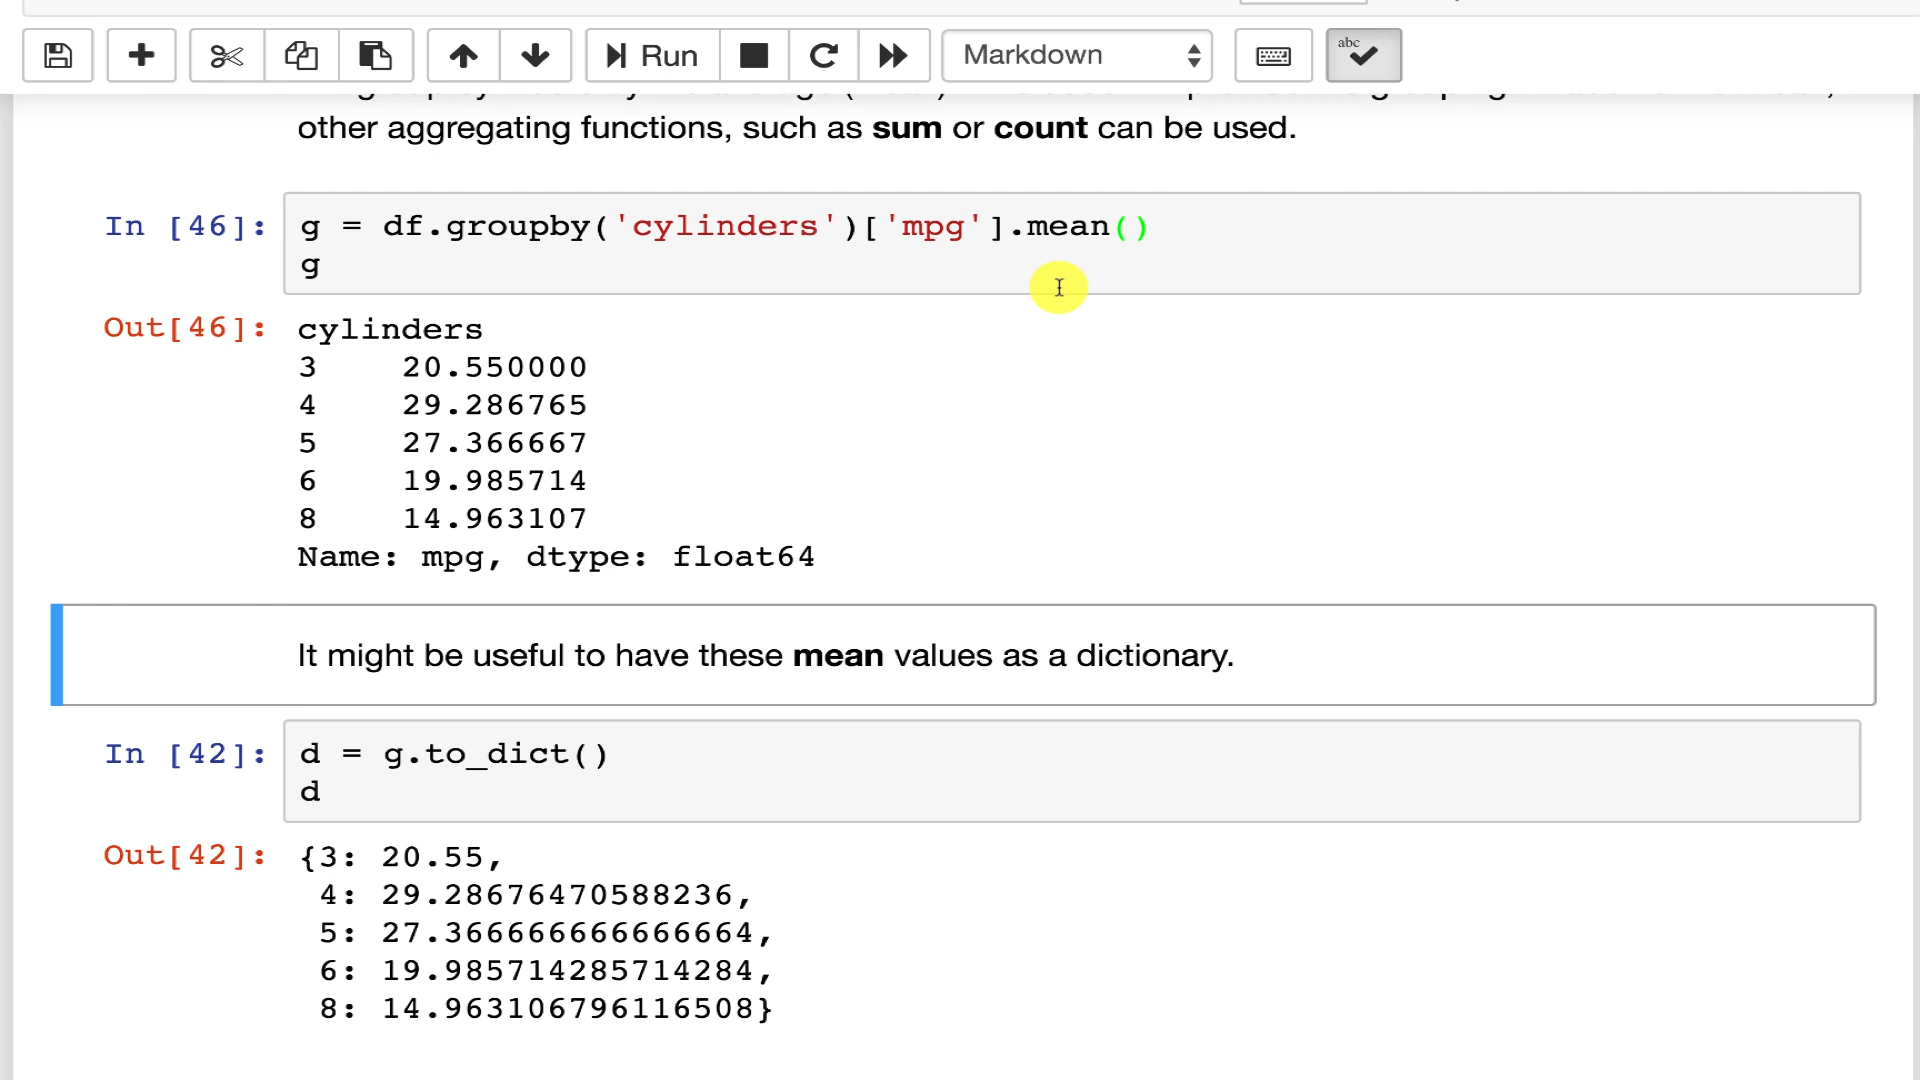 Run
Markdown
abc
other aggregating functions, such as sum or count can be used.
In [46]: g = df.groupby('cylinders')['mpg'].mean()
g
Out[46]: cylinders
3 20.550000
4 29.286765
5 27.366667
6 19.985714
8 14.963107
Name: mpg, dtype: float64
It might be useful to have these mean values as a dictionary.
In [42]: d = g.to_dict()
d
Out[42]: {3: 20.55,
4: 29.28676470588236,
5: 27.366666666666664,
6: 19.985714285714284,
8: 14.963106796116508}